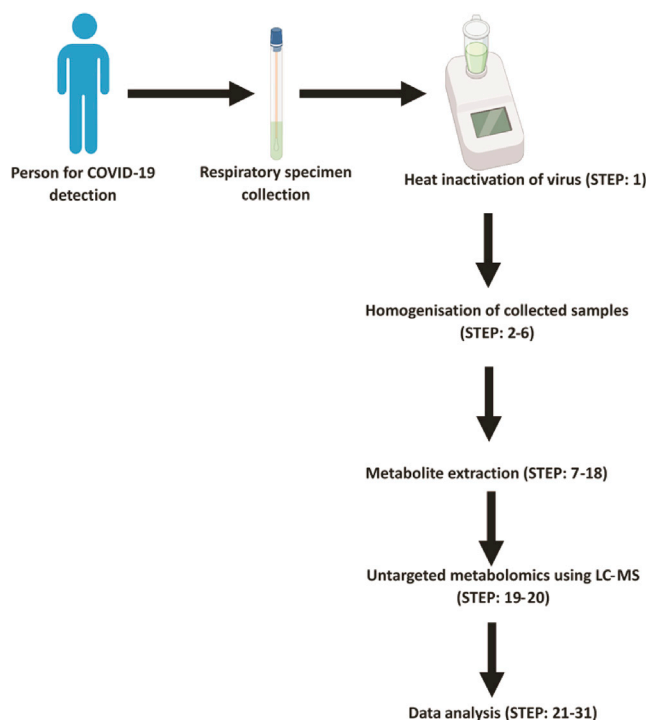 Person for COVID-19
detection
Respiratory specimen
collection
Heat inactivation of virus (STEP: 1)
Homogenisation of collected samples
(STEP: 2-6)
Metabolite extraction (STEP: 7-18)
Untargeted metabolomics using LC-MS
(STEP: 19-20)
Data analysis (STEP: 21-31)